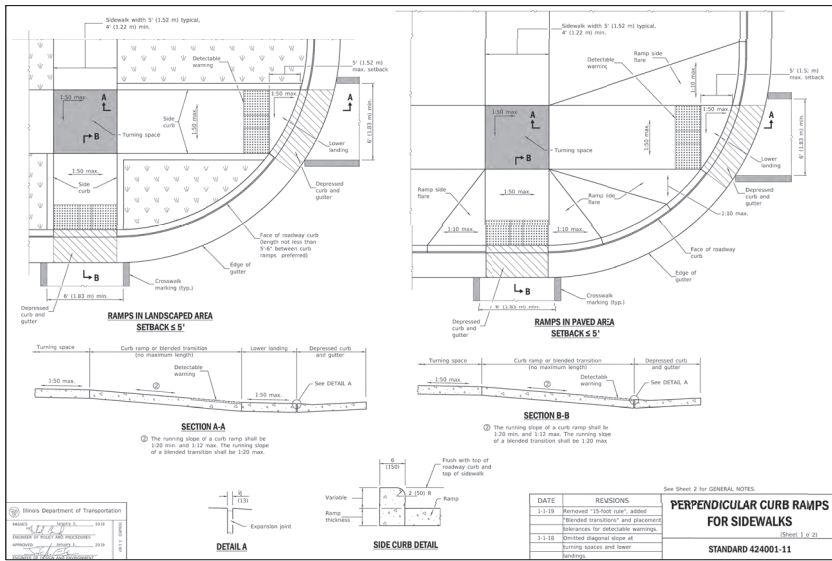 Sidewalk width 5' (1.52 m) typical,
4' (1.22 m) min.
Detectable
warning
5' (1.52 m)
max. setback
1:50 max.
A
B
Side
curb
1:50 max.
1:50 max.
Turning space
Lower
landing
A
6' (1.83 m) min.
1:50 max.
Side
curb
Depressed
curb and
gutter
Face of roadway curb
(length not less than
5'-6" between curb
ramps preferred)
Edge of
gutter
B
Crosswalk
marking (typ.)
Depressed
curb and
gutter
6' (1.83 m) min.
RAMPS IN LANDSCAPED AREA
SETBACK ≤ 5'
Sidewalk width 5' (1.52 m) typical,
4' (1.22 m) min.
Ramp side
flare
Detectable
warning
1:10 max.
max. setback
1:50 max.
A
B
1:50 max.
1:50 max.
Turning space
Lower
landing
A
6' (1.83 m) min.
Ramp side
flare
1:50 max.
Ramp side
flare
Depressed
curb and
gutter
1:10 max.
1:10 max.
1:10 max.
Face of roadway
curb
Edge of
gutter
B
Crosswalk
marking (typ.)
Depressed
curb and
gutter
(1.83 m) min.
RAMPS IN PAVED AREA
SETBACK ≤ 5'
Turning space
Curb ramp or blended transition
(no maximum length)
Lower landing
Depressed curb
and gutter
1:50 max.
2
Detectable
warning
1:50 max.
See DETAIL A
SECTION A-A
2 The running slope of a curb ramp shall be
1:20 min. and 1:12 max. The running slope
of a blended transition shall be 1:20 max.
Turning space
Curb ramp or blended transition
(no maximum length)
Depressed curb
and gutter
1:50 max.
2
Detectable
warning
See DETAIL A
SECTION B-B
2 The running slope of a curb ramp shall be
1:20 min. and 1:12 max. The running slope
of a blended transition shall be 1:20 max.
(13)
Expansion joint
DETAIL A
6
(150)
Flush with top of
roadway curb and
top of sidewalk
Variable
2 (50) R
Ramp
Ramp
thickness
SIDE CURB DETAIL
Illinois Department of Transportation
PASSED January 1, 2019
ENGINEER OF POLICY AND PROCEDURES
APPROVED January 1, 2019
ENGINEER OF DESIGN AND ENVIRONMENT
DATE REVISIONS
1-1-19 Removed "15-foot rule", added
"Blended transitions" and placement
tolerances for detectable warnings.
1-1-18 Omitted diagonal slope at
turning spaces and lower
landings.
See Sheet 2 for GENERAL NOTES.
PERPENDICULAR CURB RAMPS
FOR SIDEWALKS
(Sheet 1 of 2)
STANDARD 424001-11